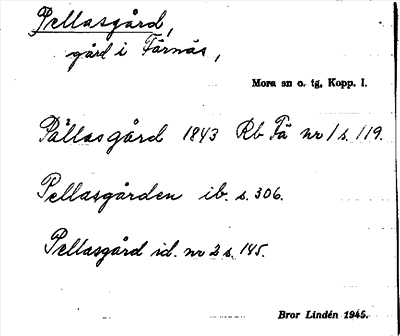 Pellasgård,
gård i Färnäs,
Mora sn o. tg, Kopp. l.
Pållasgård 1843 Rb Fä nr 1 s. 119.
Pellasgården ib. s. 306.
Pellasgård id. nr 2 s. 145.
Bror Lindén 1945.